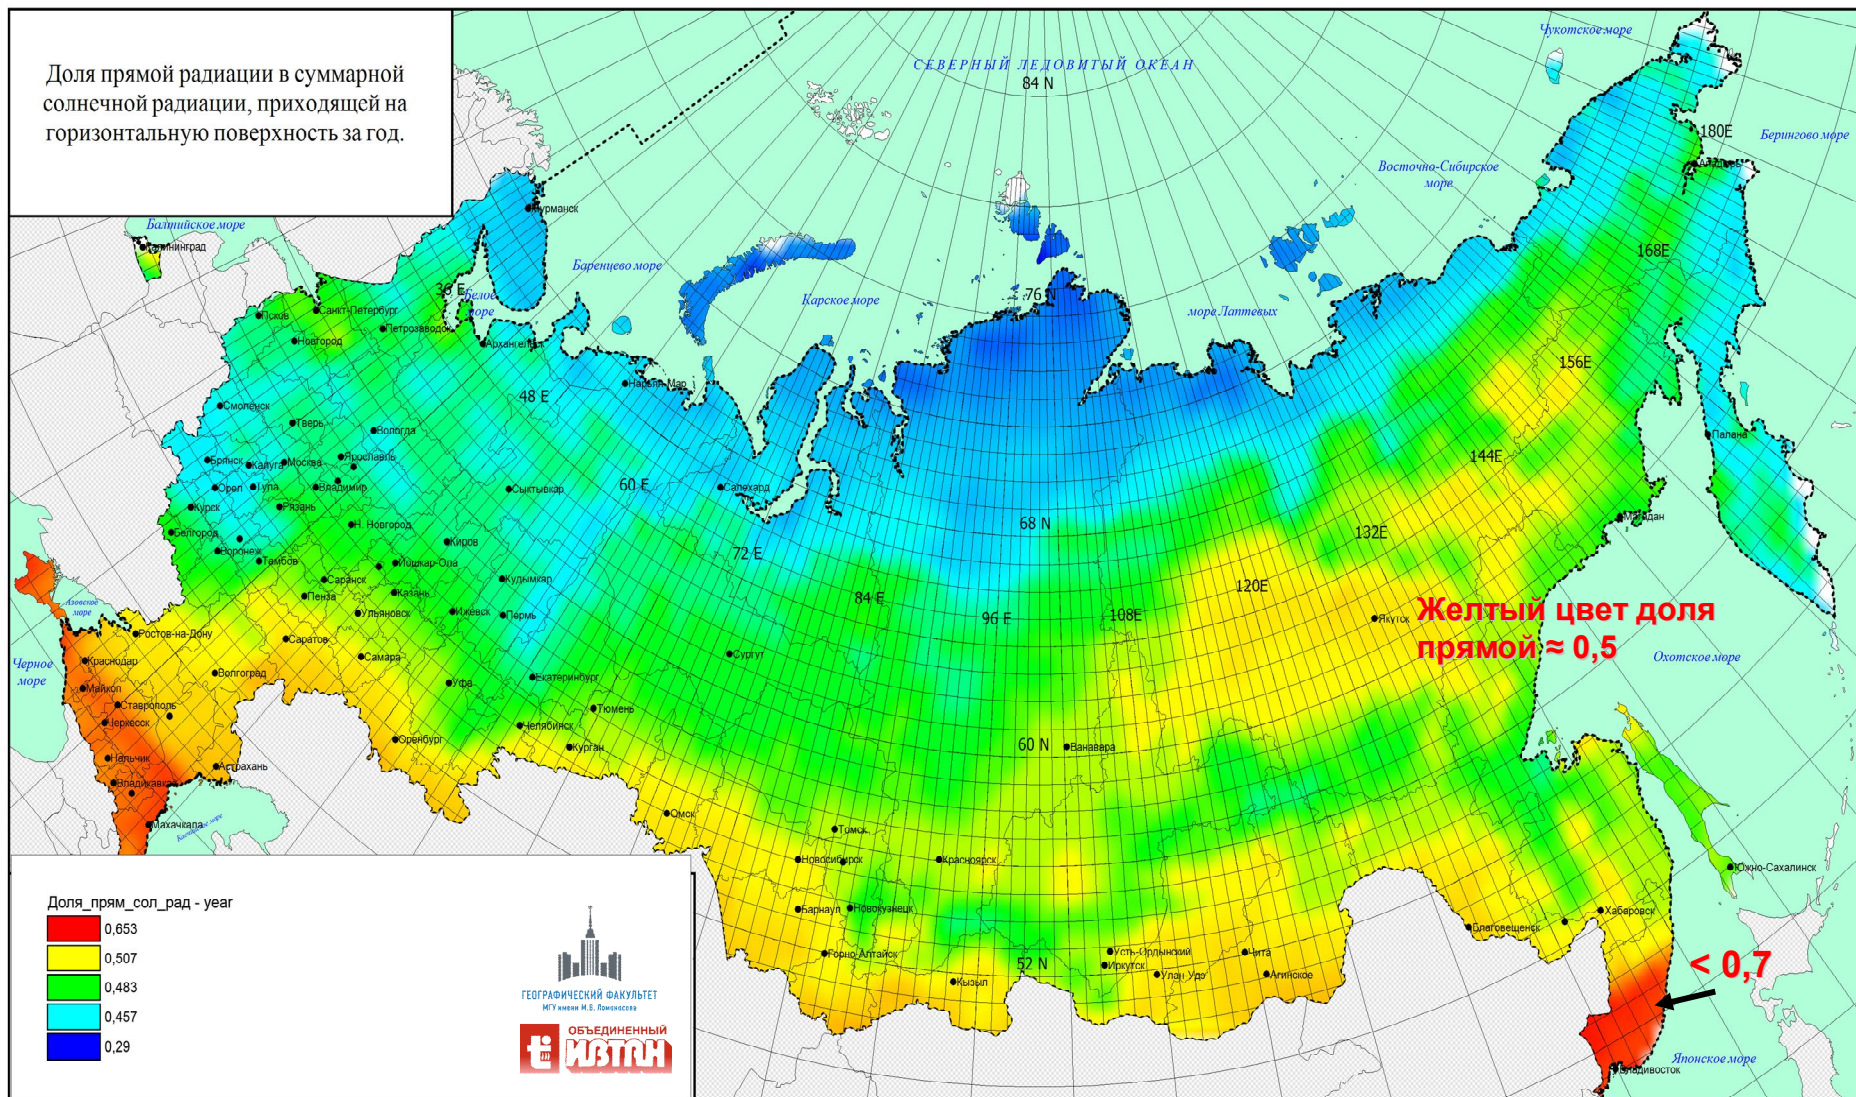 Доля прямой радиации в суммарной
солнечной радиации, приходящей на
горизонтальную поверхность за год.
СЕВЕРНЫЙ ЛЕДОВИТЫЙ ОКЕАН
84 N
Чукотское море
Берингово море
180E
Анадырь
Восточно-Сибирское
море
Мурманск
Балтийское море
Калининград
Баренцево море
168E
36 E
Белое
море
Карское море
76 N
море Лаптевых
Псков
Санкт-Петербург
Петрозаводск
Новгород
Архангельск
156E
Нарьян-Мар
48 E
Смоленск
Тверь
Вологда
Палана
144E
Брянск
Калуга
Москва
Ярославль
Орел
Тула
Владимир
Сыктывкар
60 E
Салехард
Курск
Рязань
Магадан
Н. Новгород
68 N
132E
Белгород
Воронеж
Киров
72 E
Тамбов
Йошкар-Ола
Саранск
Казань
Кудымкар
120E
Пенза
84 E
Азовское
море
Ульяновск
Ижевск
Пермь
96 E
108E
Якутск
Желтый цвет доля
прямой ≈ 0,5
Ростов-на-Дону
Саратов
Сургут
Самара
Охотское море
Черное
море
Краснодар
Волгоград
Уфа
Екатеринбург
Майкоп
Ставрополь
Тюмень
Черкесск
Челябинск
Оренбург
Курган
60 N
Ванавара
Нальчик
Астрахань
Владикавказ
Махачкала
Каспийское море
Омск
Томск
Новосибирск
Красноярск
Южно-Сахалинск
Барнаул
Новокузнецк
Хабаровск
Благовещенск
Горно-Алтайск
52 N
Усть-Ордынский
Иркутск
Чита
Улан Удэ
Агинское
Кызыл
< 0,7
Японское море
Владивосток
Доля_прям_сол_рад - year
0,653
0,507
0,483
0,457
0,29
ГЕОГРАФИЧЕСКИЙ ФАКУЛЬТЕТ
МГУ имени М.В. Ломоносова
ОБЪЕДИНЕННЫЙ
ИВТАН